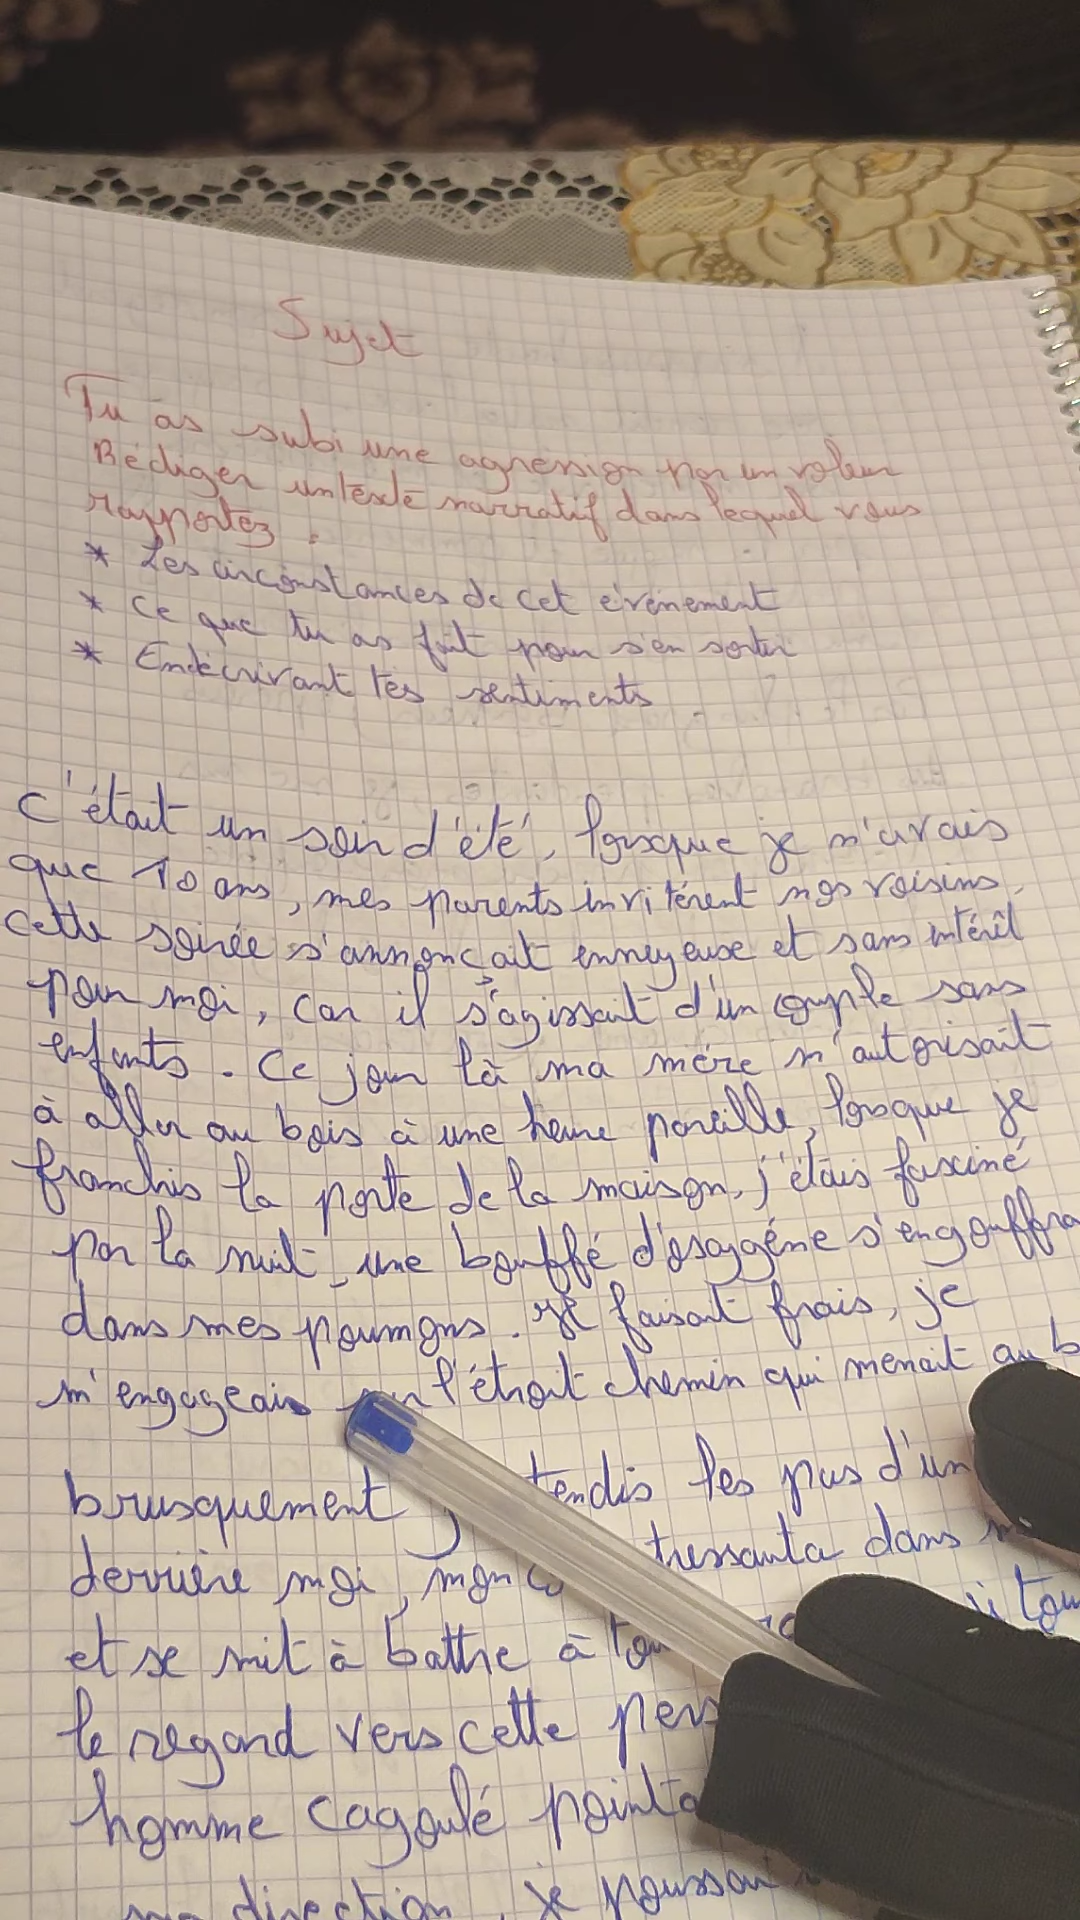 Sujet
Tu as subi une agression par un voleur
Rédiger un texte narratif dans lequel vous
rapportez :
* Les circonstances de cet événement
* Ce que tu as fait pour s'en sortir
* En décrivant tes sentiments
C'était un soir d'été, lorsque je n'avais
que 10 ans, mes parents invitèrent nos voisins,
cette soirée s'annonçait ennuyeuse et sans intérêt
pour moi, car il s'agissait d'un couple sans
enfants. Ce jour là ma mère m'autorisait
à aller au bois à une heure pareille, lorsque je
franchis la porte de la maison, j'étais fasciné
par la nuit, une bouffé d'oxygéne s'engouffra
dans mes poumons. Il faisait frais, je
m'engageais l'étroit chemin qui menait au
brusquement les pas d'un
derrière moi, mon tressauta dans
et se mit à battre à
le regard vers cette
homme cagoulé
ma direction, je